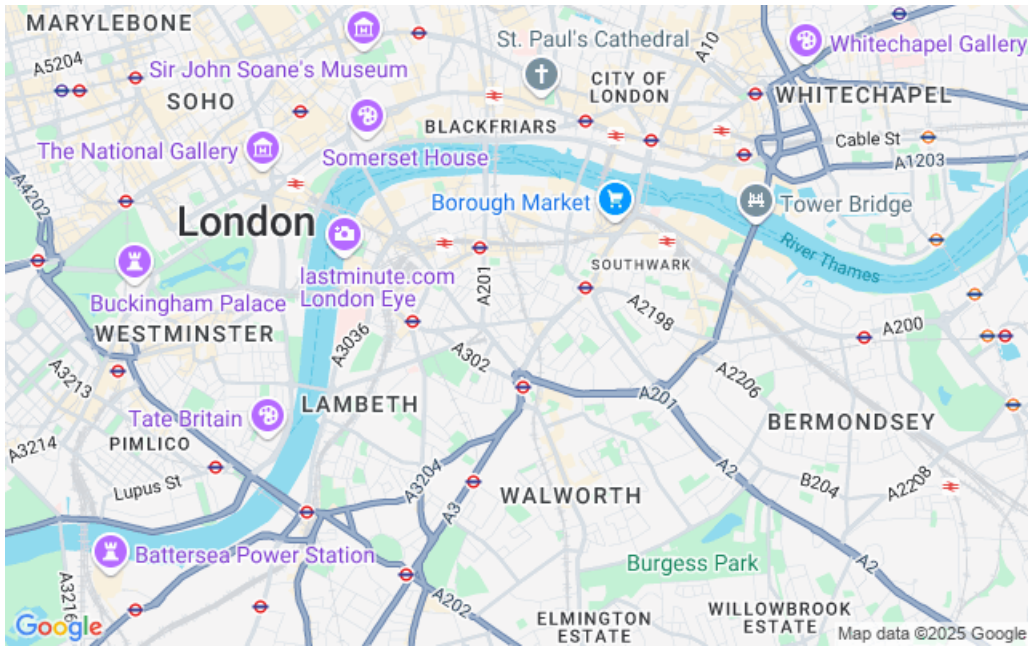 MARYLEBONE
A5204
Sir John Soane's Museum
SOHO
St. Paul's Cathedral
A10
CITY OF
LONDON
Whitechapel Gallery
WHITECHAPEL
BLACKFRIARS
Cable St
A1203
The National Gallery
Somerset House
A4202
London
Borough Market
Tower Bridge
River Thames
lastminute.com
London Eye
A201
SOUTHWARK
Buckingham Palace
WESTMINSTER
A3036
A302
A2198
A200
A2206
A3213
A201
Tate Britain
LAMBETH
BERMONDSEY
A3214
PIMLICO
Lupus St
A3204
A3
WALWORTH
A2
B204
A2208
Battersea Power Station
Burgess Park
A2
A3216
A202
ELMINGTON
ESTATE
WILLOWBROOK
ESTATE
Google
Map data ©2025 Google